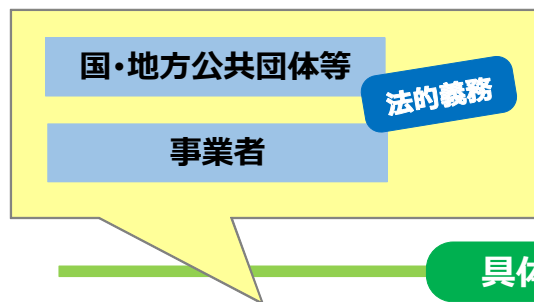 国・地方公共団体等
法的義務
事業者
具体